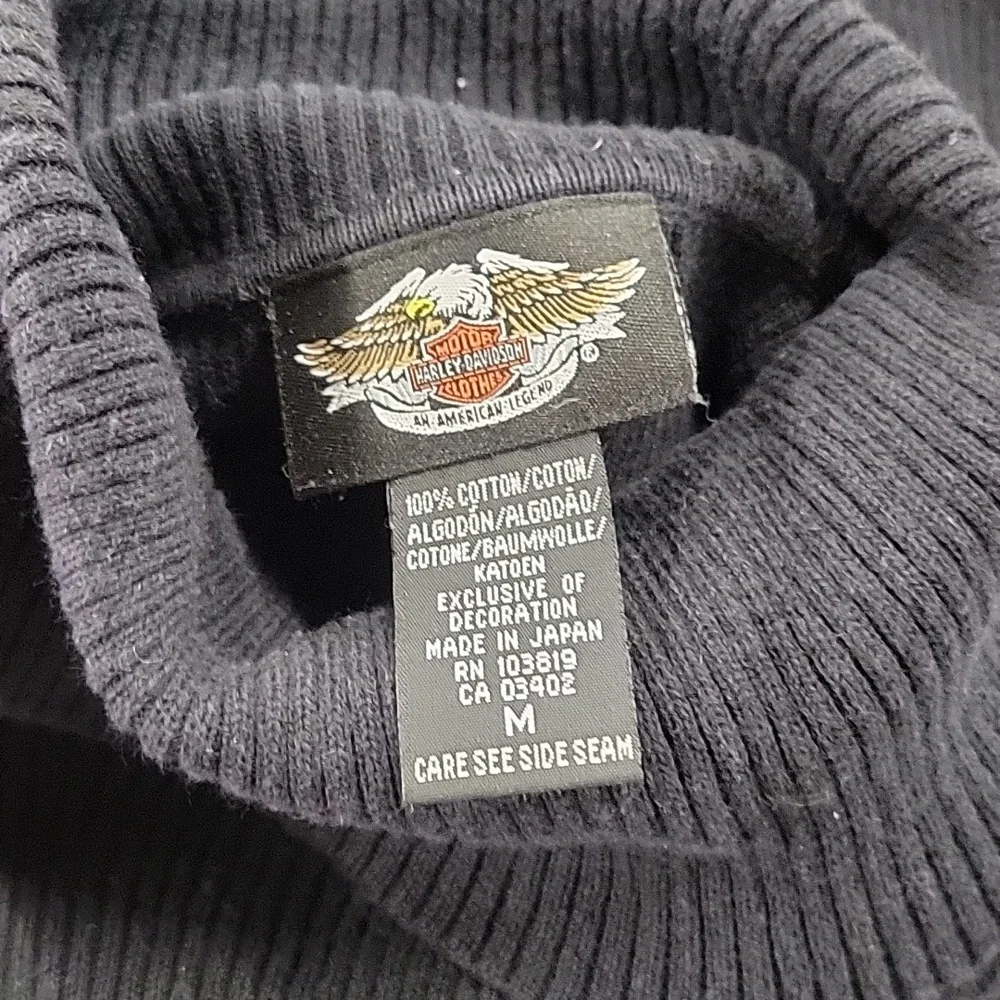 MOTOR
HARLEY-DAVIDSON
CLOTHES
®
AN AMERICAN LEGEND
100% COTTON/COTON/
ALGODÓN/ALGODÃO/
COTONE/BAUMWOLLE/
KATOEN
EXCLUSIVE OF
DECORATION
MADE IN JAPAN
RN 103819
CA 03402
M
CARE SEE SIDE SEAM